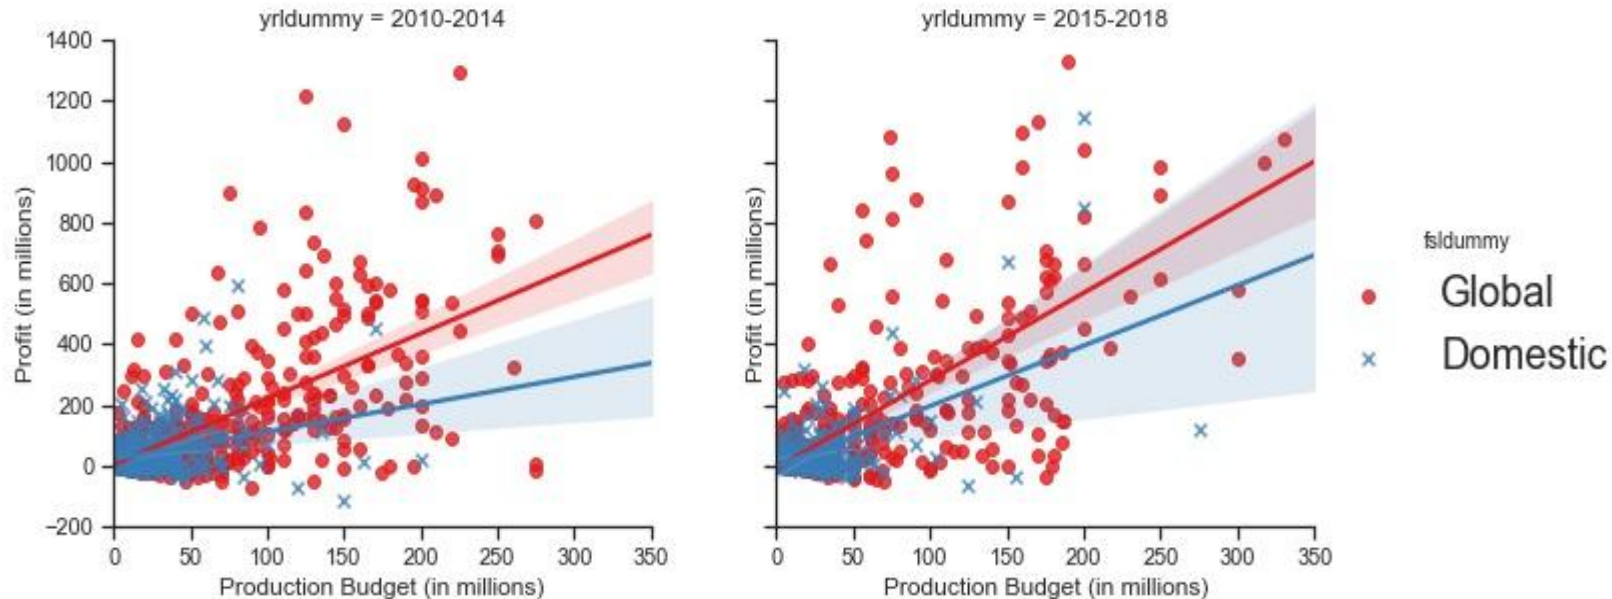 yrldummy = 2010-2014
yrldummy = 2015-2018
1400
1200
1000
800
600
400
200
0
−200
Profit (in millions)
0 50 100 150 200 250 300 350
Production Budget (in millions)
Profit (in millions)
0 50 100 150 200 250 300 350
Production Budget (in millions)
fsldummy
Global
Domestic